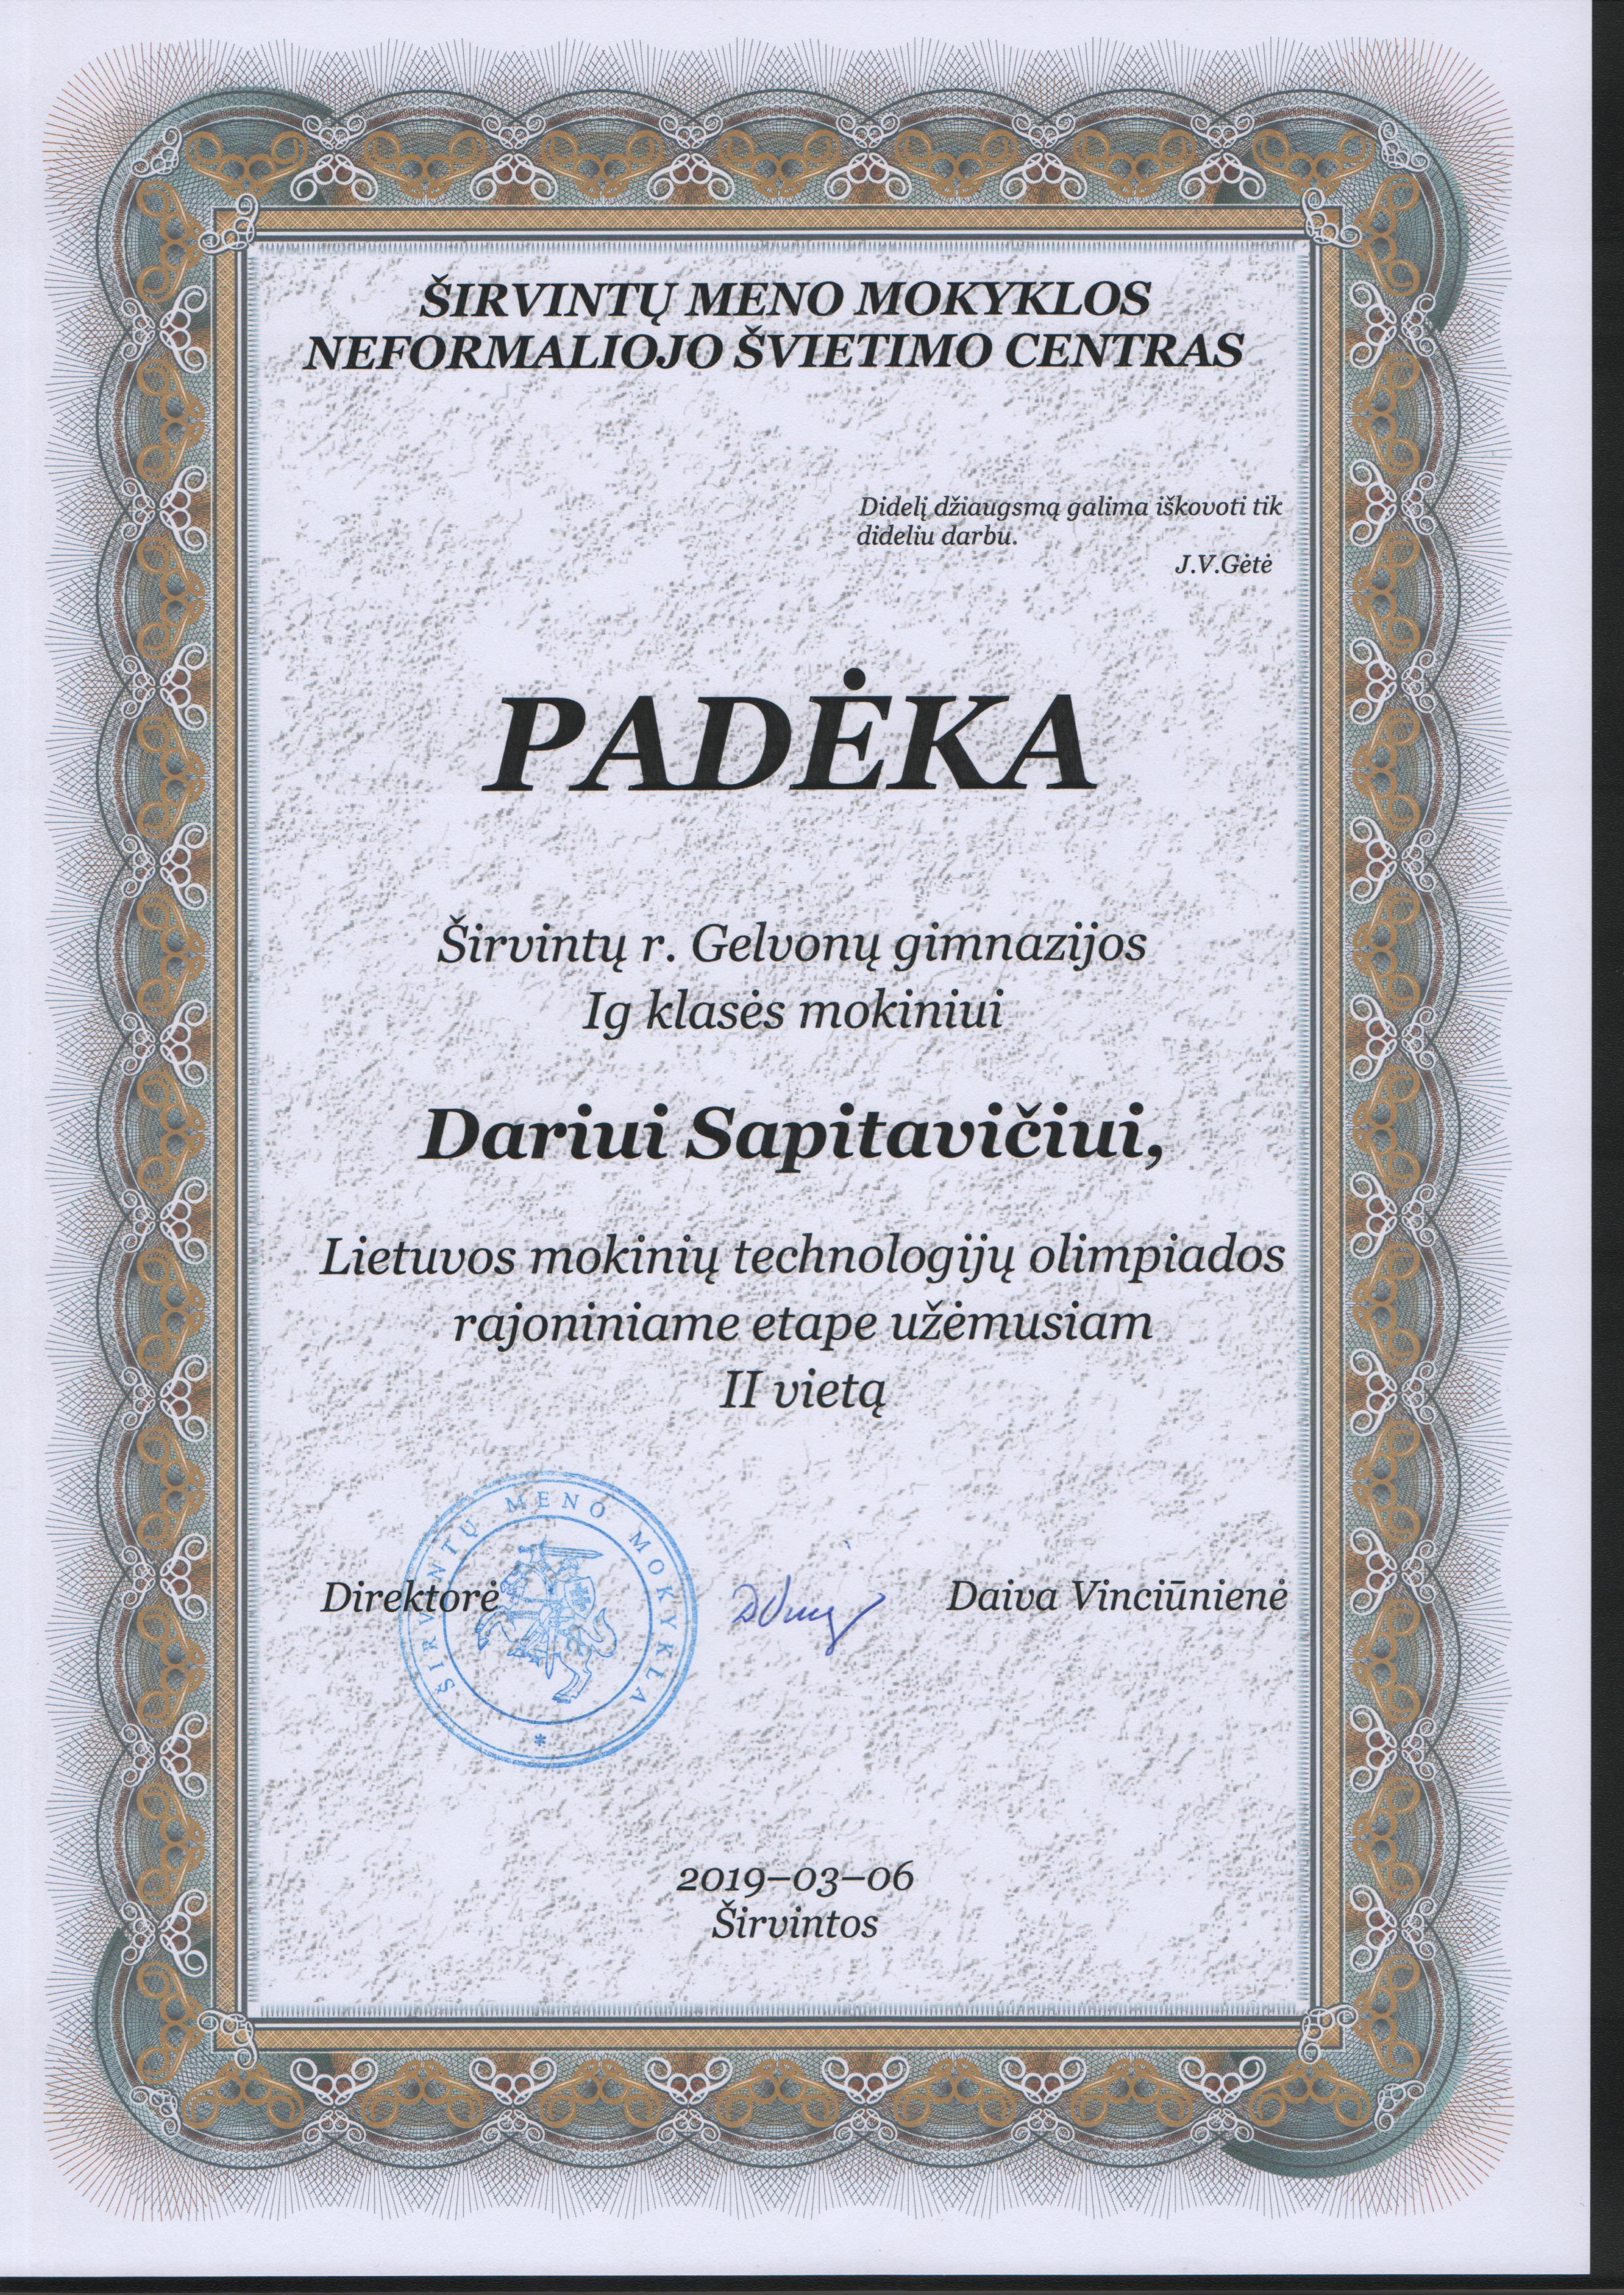 ŠIRVINTŲ MENO MOKYKLOS
NEFORMALIOJO ŠVIETIMO CENTRAS
Didelį džiaugsmą galima iškovoti tik
dideliu darbu.
J.V.Gėtė
PADĖKA
Širvintų r. Gelvonų gimnazijos
Ig klasės mokiniui
Dariui Sapitavičiui,
Lietuvos mokinių technologijų olimpiados
rajoniniame etape užėmusiam
II vietą
ŠIRVINTŲ MENO MOKYKLA *
Direktorė Daiva Vinciūnienė
2019–03–06
Širvintos